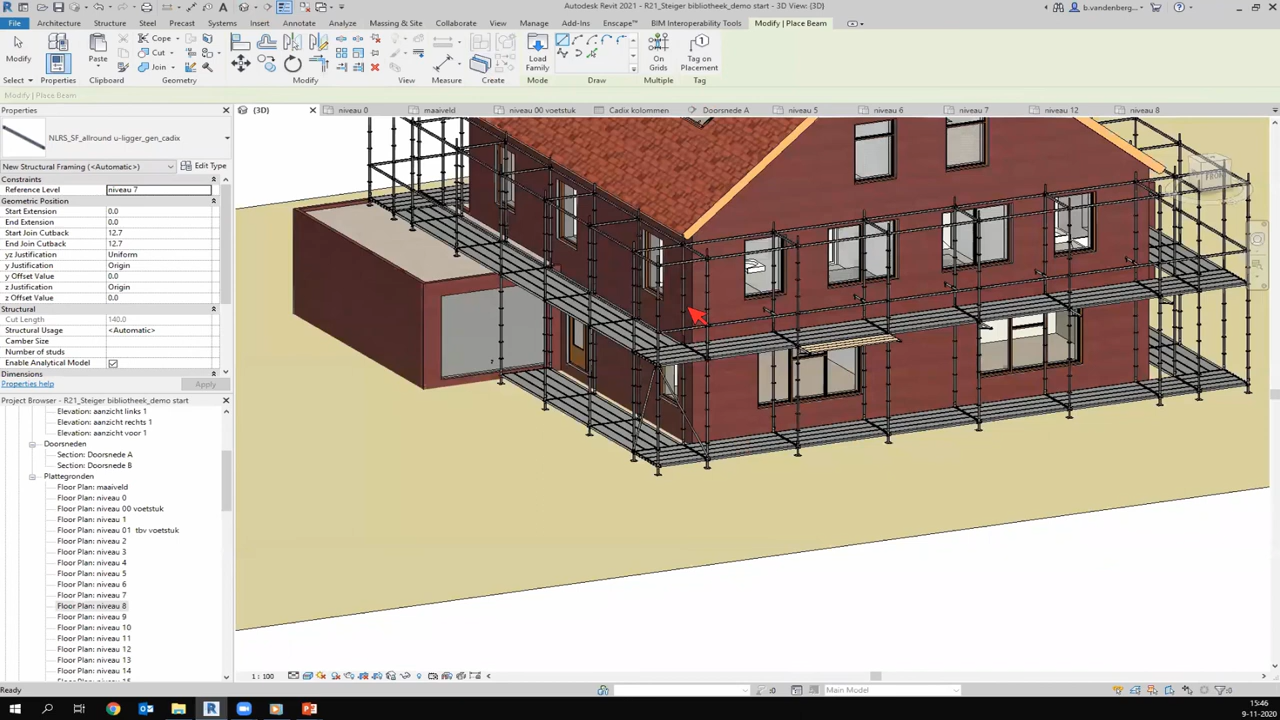 Autodesk Revit 2021 - R21_Steiger bibliotheek_demo start - 3D View: {3D}
b.vandenberg...
File Architecture Structure Steel Precast Systems Insert Annotate Analyze Massing & Site Collaborate View Manage Add-Ins Enscape™ BIM Interoperability Tools Modify | Place Beam
Modify Properties Paste Cope Cut Join Load Family On Grids Tag on Placement
Select Properties Clipboard Geometry Modify View Measure Create Mode Draw Multiple Tag
Modify | Place Beam
Properties
{3D} niveau 0 maaiveld niveau 00 voetstuk Cadix kolommen Doorsnede A niveau 5 niveau 6 niveau 7 niveau 12 niveau 8
NLRS_SF_allround u-ligger_gen_cadix
New Structural Framing (<Automatic>) Edit Type
Constraints
Reference Level niveau 7
Geometric Position
Start Extension 0.0
End Extension 0.0
Start Join Cutback 12.7
End Join Cutback 12.7
yz Justification Uniform
y Justification Origin
y Offset Value 0.0
z Justification Origin
z Offset Value 0.0
Structural
Cut Length 140.0
Structural Usage <Automatic>
Camber Size
Number of studs
Enable Analytical Model
Dimensions
Properties help Apply
Project Browser - R21_Steiger bibliotheek_demo start
Elevation: aanzicht links 1
Elevation: aanzicht rechts 1
Elevation: aanzicht voor 1
Doorsneden
Section: Doorsnede A
Section: Doorsnede B
Plattegronden
Floor Plan: maaiveld
Floor Plan: niveau 0
Floor Plan: niveau 00 voetstuk
Floor Plan: niveau 1
Floor Plan: niveau 01 tbv voetstuk
Floor Plan: niveau 2
Floor Plan: niveau 3
Floor Plan: niveau 4
Floor Plan: niveau 5
Floor Plan: niveau 6
Floor Plan: niveau 7
Floor Plan: niveau 8
Floor Plan: niveau 9
Floor Plan: niveau 10
Floor Plan: niveau 11
Floor Plan: niveau 12
Floor Plan: niveau 13
Floor Plan: niveau 14
1 : 100
Ready :0 Main Model :0
15:46
9-11-2020